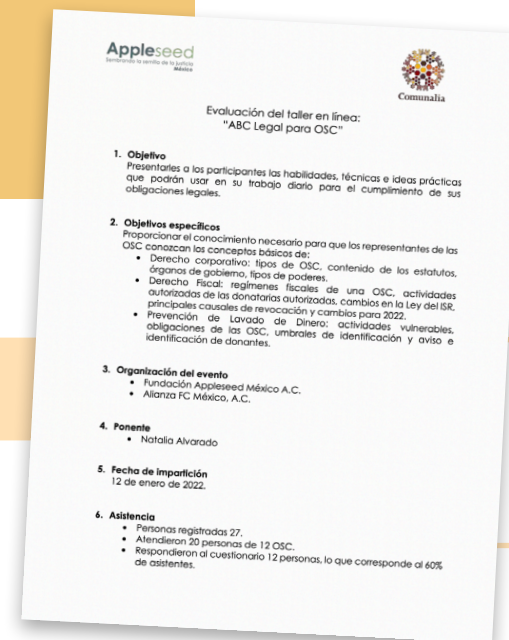 Appleseed
Sembrando la semilla de la justicia
México
Comunalia
Evaluación del taller en línea:
"ABC Legal para OSC"
1. Objetivo
Presentarles a los participantes las habilidades, técnicas e ideas prácticas
que podrán usar en su trabajo diario para el cumplimiento de sus
obligaciones legales.
2. Objetivos específicos
Proporcionar el conocimiento necesario para que los representantes de las
OSC conozcan los conceptos básicos de:
• Derecho corporativo: tipos de OSC, contenido de los estatutos,
órganos de gobierno, tipos de poderes.
• Derecho Fiscal: regímenes fiscales de una OSC, actividades
autorizadas de las donatarias autorizadas, cambios en la Ley del ISR,
principales causales de revocación y cambios para 2022.
• Prevención de Lavado de Dinero: actividades vulnerables,
obligaciones de las OSC, umbrales de identificación y aviso e
identificación de donantes.
3. Organización del evento
• Fundación Appleseed México A.C.
• Alianza FC México, A.C.
4. Ponente
• Natalia Alvarado
5. Fecha de impartición
12 de enero de 2022.
6. Asistencia
• Personas registradas 27.
• Atendieron 20 personas de 12 OSC.
• Respondieron al cuestionario 12 personas, lo que corresponde al 60%
de asistentes.